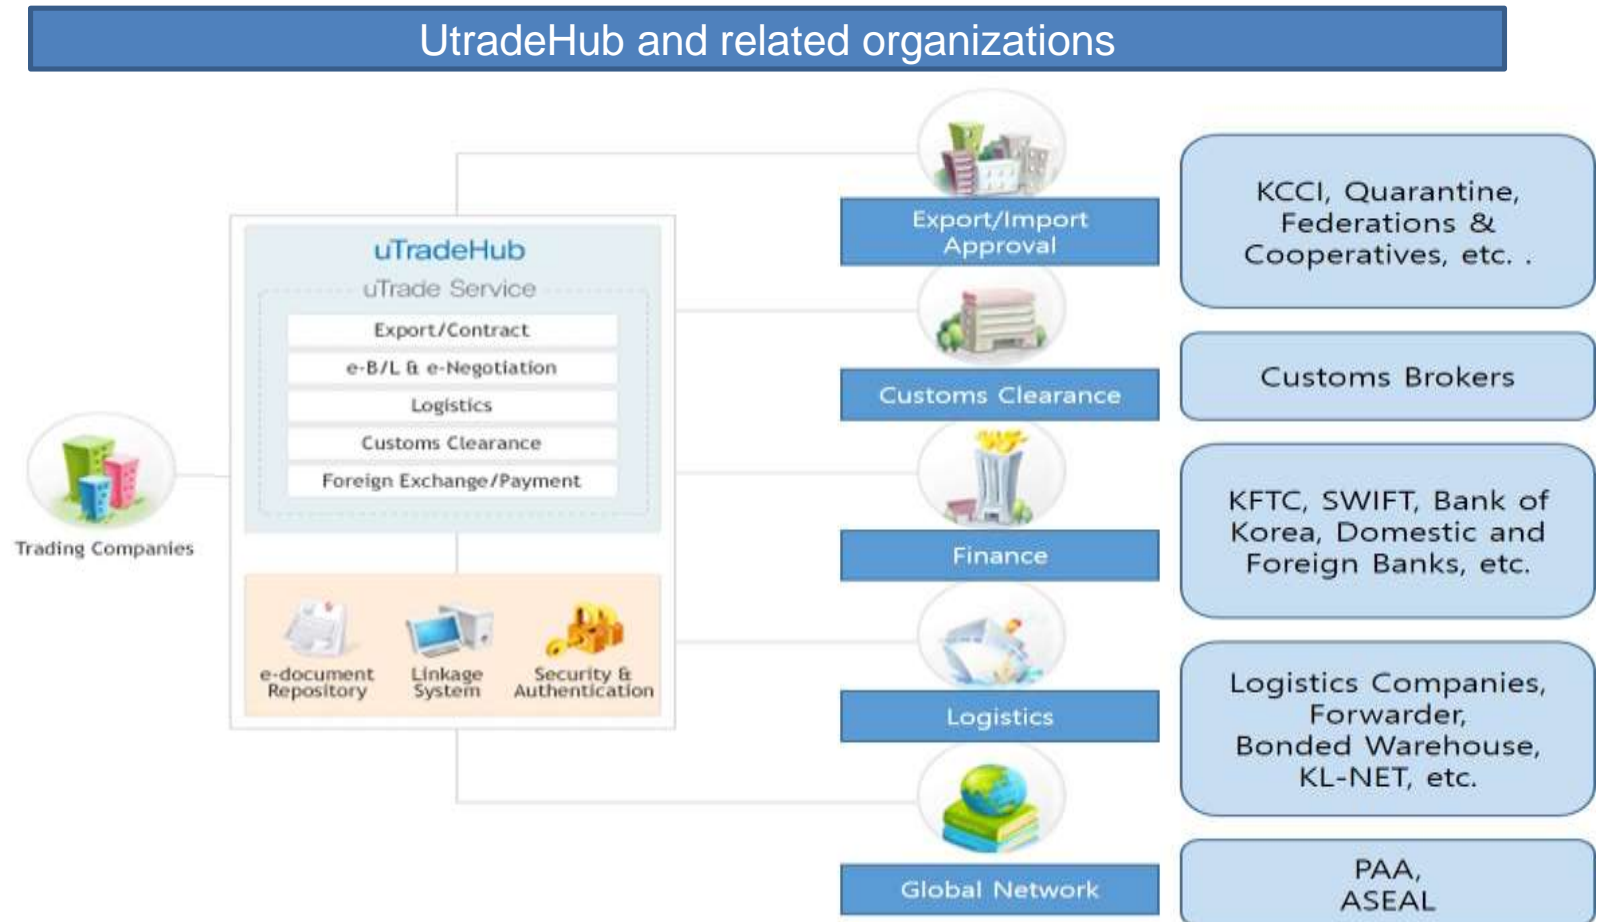 UtradeHub and related organizations
uTradeHub
uTrade Service
Export/Contract
e-B/L & e-Negotiation
Logistics
Customs Clearance
Foreign Exchange/Payment
Trading Companies
e-document
Repository
Linkage
System
Security &
Authentication
Export/Import
Approval
KCCI, Quarantine,
Federations &
Cooperatives, etc. .
Customs Clearance
Customs Brokers
Finance
KFTC, SWIFT, Bank of
Korea, Domestic and
Foreign Banks, etc.
Logistics
Logistics Companies,
Forwarder,
Bonded Warehouse,
KL-NET, etc.
Global Network
PAA,
ASEAL